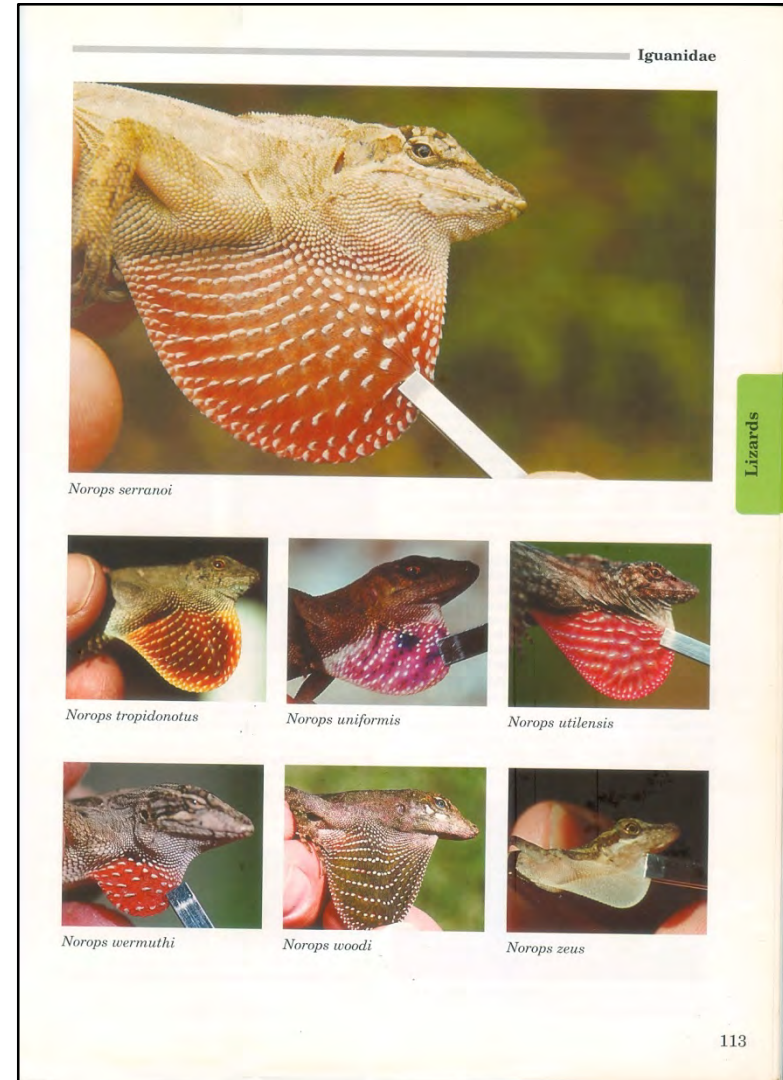 Iguanidae
Norops serranoi
Lizards
Norops tropidonotus
Norops uniformis
Norops utilensis
Norops wermuthi
Norops woodi
Norops zeus
113